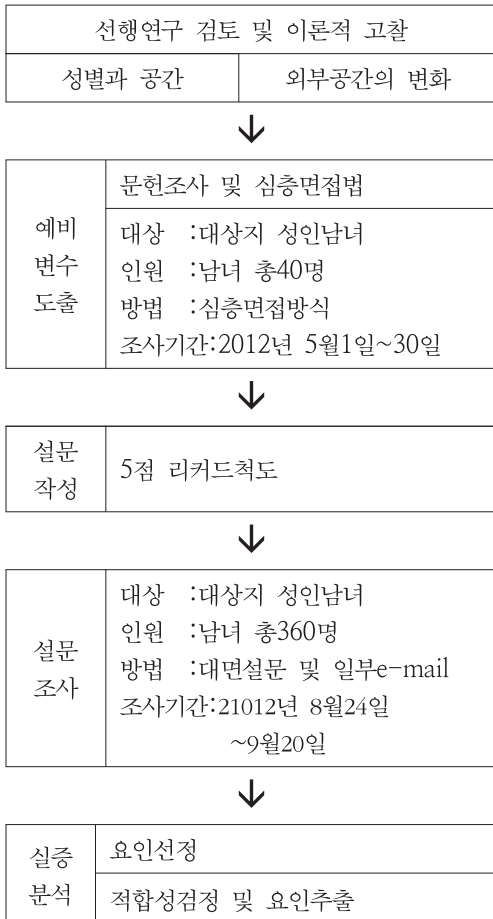 선행연구 검토 및 이론적 고찰
성별과 공간 외부공간의 변화
↓
예비
변수
도출
문헌조사 및 심층면접법
대상 :대상지 성인남녀
인원 :남녀 총40명
방법 :심층면접방식
조사기간:2012년 5월1일~30일
↓
설문
작성
5점 리커드척도
↓
설문
조사
대상 :대상지 성인남녀
인원 :남녀 총360명
방법 :대면설문 및 일부e-mail
조사기간:21012년 8월24일
~9월20일
↓
실증
분석
요인선정
적합성검정 및 요인추출